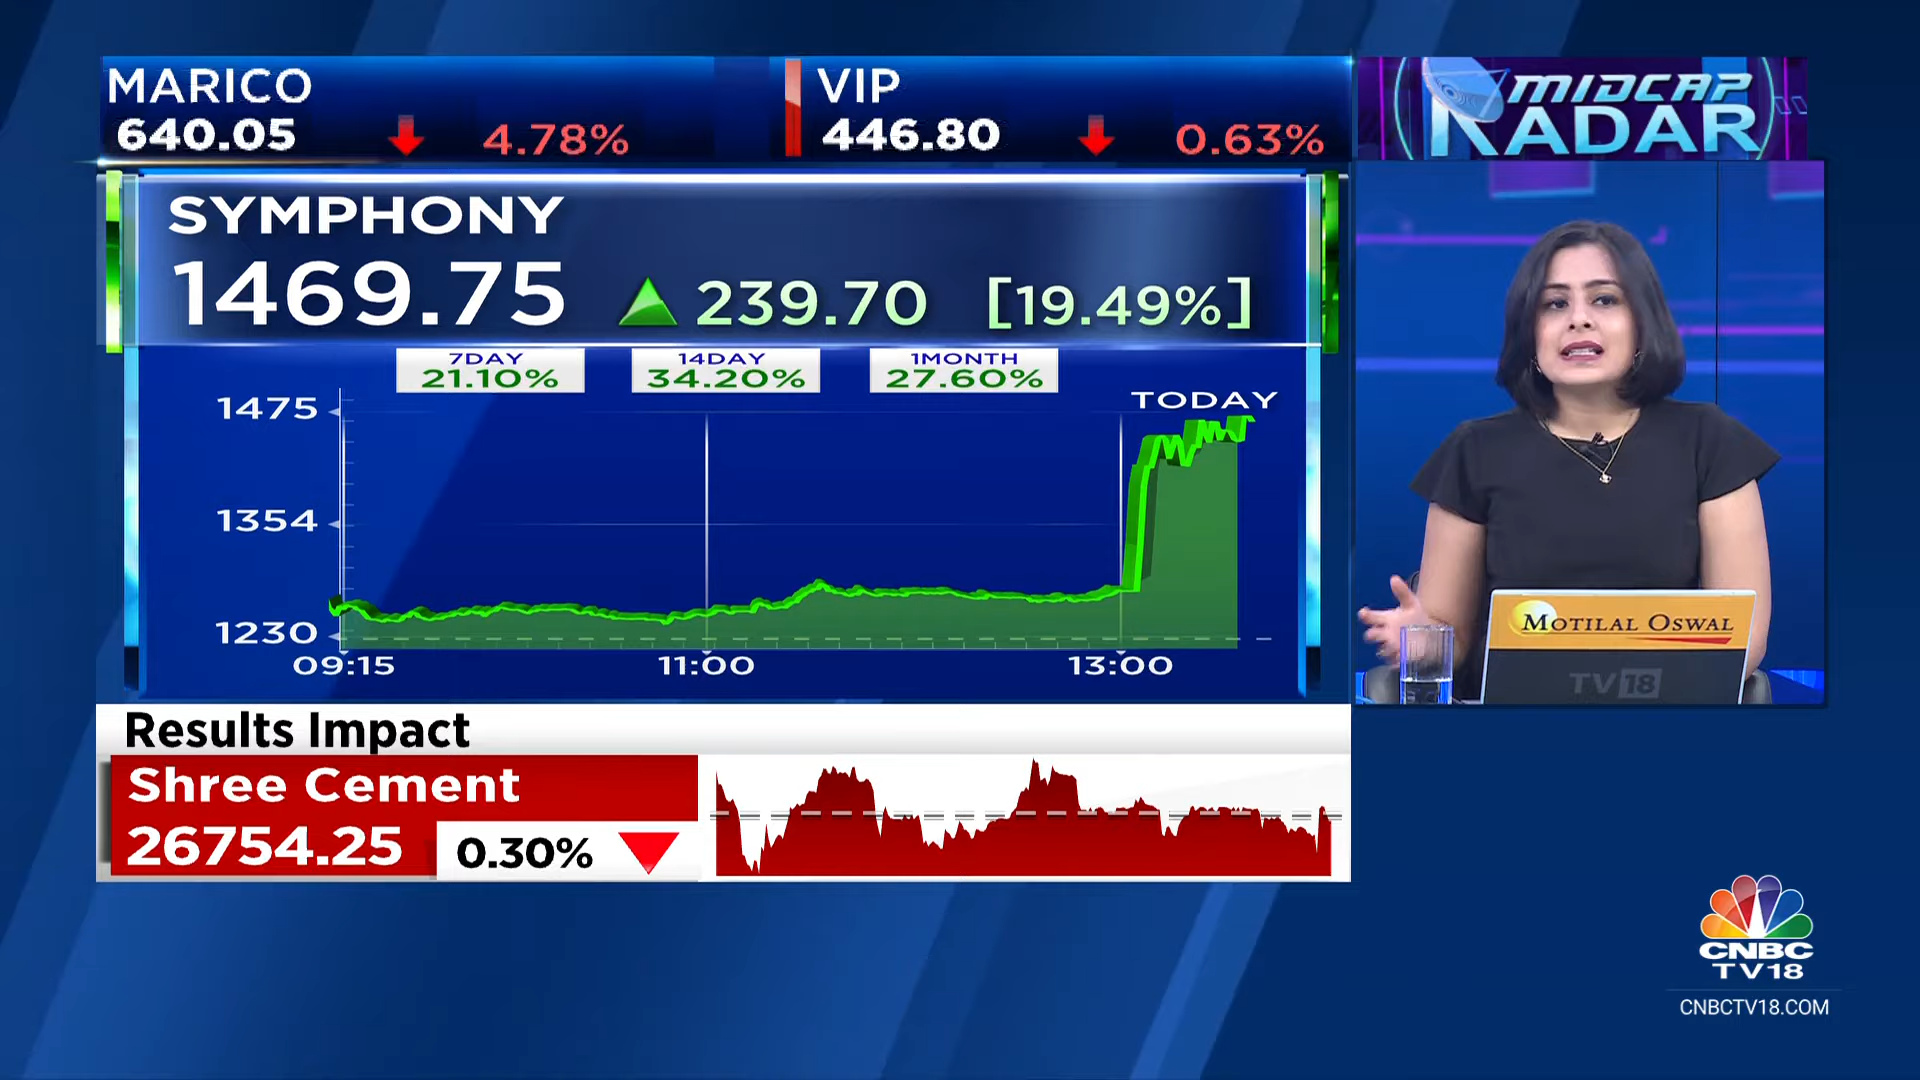 MARICO
640.05 4.78%
VIP
446.80 0.63%
MIDCAP
RADAR
SYMPHONY
1469.75 239.70 [19.49%]
7DAY
21.10%
14DAY
34.20%
1MONTH
27.60%
TODAY
1475
1354
1230
09:15 11:00 13:00
MOTILAL OSWAL
TV18
Results Impact
Shree Cement
26754.25 0.30%
CNBC
TV18
CNBCTV18.COM